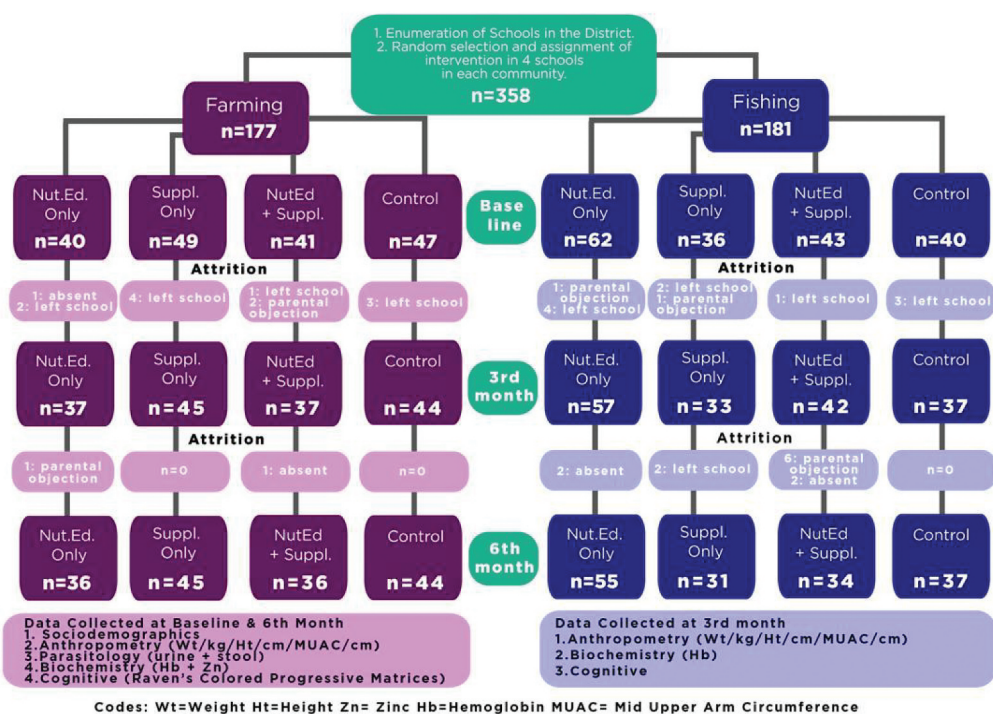 1. Enumeration of Schools in the District.
2. Random selection and assignment of
intervention in 4 schools
in each community.
n=358
Farming
n=177
Fishing
n=181
Nut.Ed.
Only
n=40
Suppl.
Only
n=49
NutEd
+ Suppl.
n=41
Control
n=47
Base
line
Nut.Ed.
Only
n=62
Suppl.
Only
n=36
NutEd
+ Suppl.
n=43
Control
n=40
Attrition
Attrition
1: absent
2: left school
4: left school
1: left school
2: parental
objection
3: left school
1: parental
objection
4: left school
2: left school
1: parental
objection
1: left school
3: left school
Nut.Ed.
Only
n=37
Suppl.
Only
n=45
NutEd
+ Suppl.
n=37
Control
n=44
3rd
month
Nut.Ed.
Only
n=57
Suppl.
Only
n=33
NutEd
+ Suppl.
n=42
Control
n=37
Attrition
Attrition
1: parental
objection
n=0
1: absent
n=0
2: absent
2: left school
6: parental
objection
2: absent
n=0
Nut.Ed.
Only
n=36
Suppl.
Only
n=45
NutEd
+ Suppl.
n=36
Control
n=44
6th
month
Nut.Ed.
Only
n=55
Suppl.
Only
n=31
NutEd
+ Suppl.
n=34
Control
n=37
Data Collected at Baseline & 6th Month
1. Sociodemographics
2.Anthropometry (Wt/kg/Ht/cm/MUAC/cm)
3.Parasitology (urine + stool)
4.Biochemistry (Hb + Zn)
4.Cognitive (Raven's Colored Progressive Matrices)
Data Collected at 3rd month
1.Anthropometry (Wt/kg/Ht/cm/MUAC/cm)
2.Biochemistry (Hb)
3.Cognitive
Codes: Wt=Weight Ht=Height Zn= Zinc Hb=Hemoglobin MUAC= Mid Upper Arm Circumference